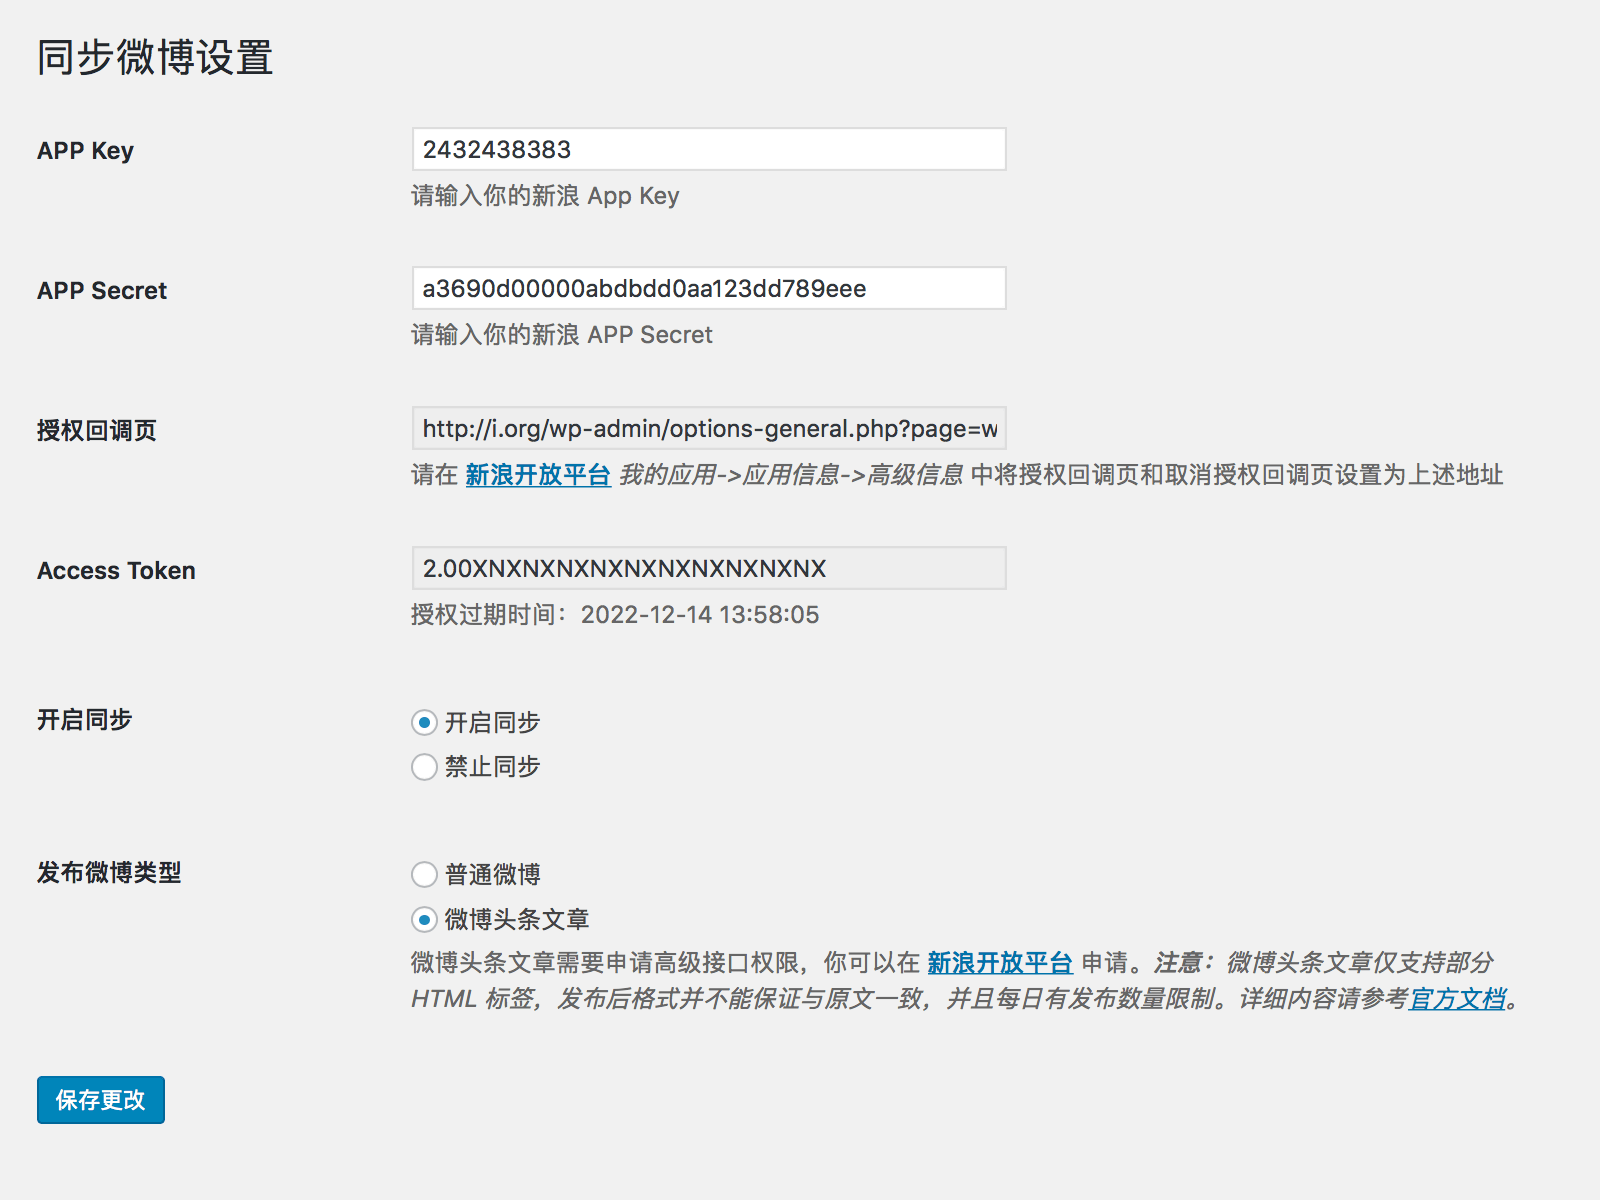 同步微博设置
APP Key
2432438383
请输入你的新浪 App Key
APP Secret
a3690d00000abdbdd0aa123dd789eee
请输入你的新浪 APP Secret
授权回调页
http://i.org/wp-admin/options-general.php?page=w
请在 新浪开放平台 我的应用->应用信息->高级信息 中将授权回调页和取消授权回调页设置为上述地址
Access Token
2.00XNXNXNXNXNXNXNXNXNXNX
授权过期时间：2022-12-14 13:58:05
开启同步
开启同步
禁止同步
发布微博类型
普通微博
微博头条文章
微博头条文章需要申请高级接口权限，你可以在 新浪开放平台 申请。注意：微博头条文章仅支持部分
HTML 标签，发布后格式并不能保证与原文一致，并且每日有发布数量限制。详细内容请参考官方文档。
保存更改